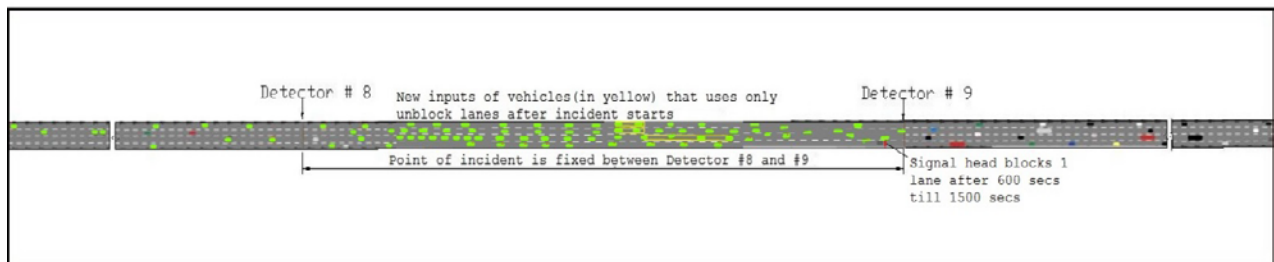 Detector # 8
New inputs of vehicles(in yellow) that uses only
unblock lanes after incident starts
Detector # 9
Point of incident is fixed between Detector #8 and #9
Signal head blocks 1
lane after 600 secs
till 1500 secs